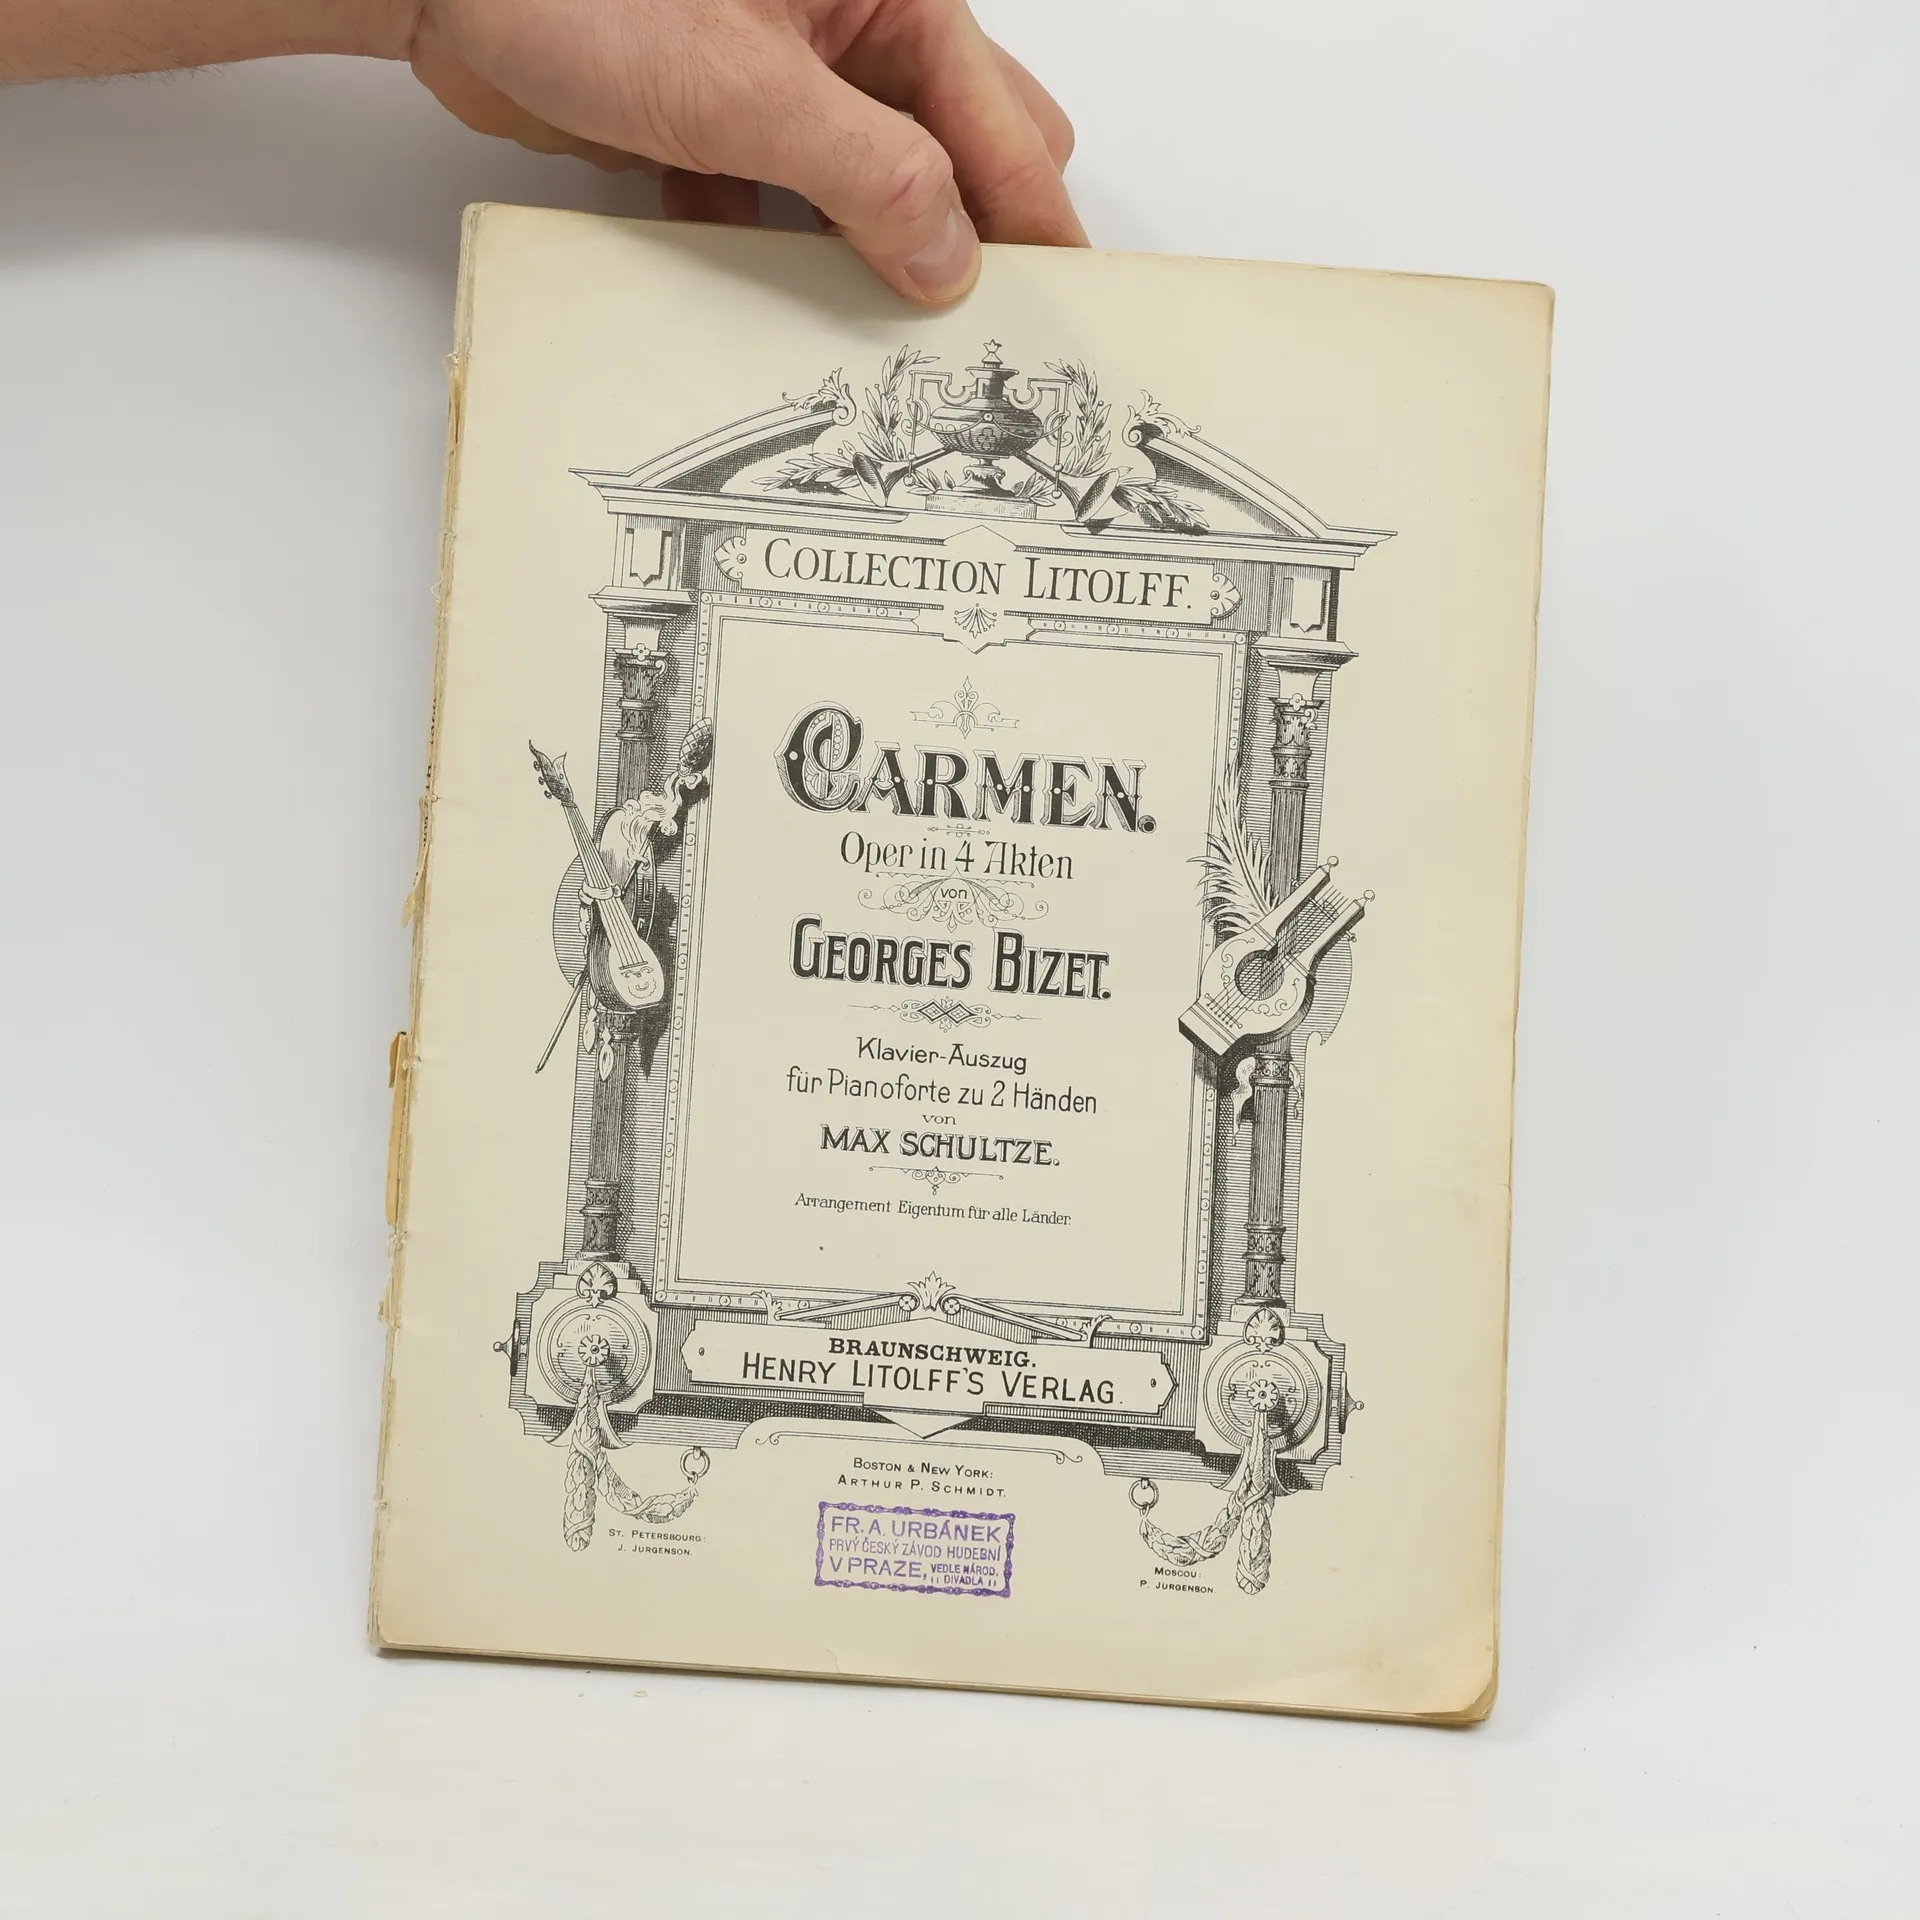 COLLECTION LITOLFF.
CARMEN.
Oper in 4 Akten
von
GEORGES BIZET.
Klavier-Auszug
für Pianoforte zu 2 Händen
von
MAX SCHULTZE.
Arrangement Eigentum für alle Länder.
BRAUNSCHWEIG.
HENRY LITOLFF'S VERLAG.
BOSTON & NEW YORK:
ARTHUR P. SCHMIDT.
ST. PETERSBOURG:
J. JURGENSON.
FR. A. URBÁNEK
PRVÝ ČESKÝ ZÁVOD HUDEBNÍ
V PRAZE, VEDLE NÁROD.
DIVADLA
MOSCOU:
P. JURGENSON.